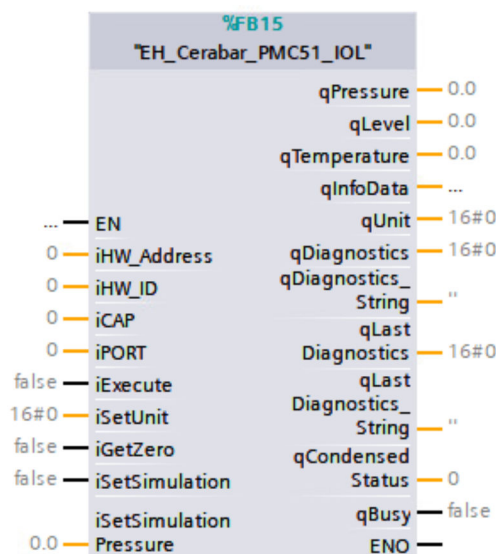 %FB15
"EH_Cerabar_PMC51_IOL"
qPressure 0.0
qLevel 0.0
qTemperature 0.0
qInfoData ...
... EN qUnit 16#0
0 iHW_Address qDiagnostics 16#0
0 iHW_ID qDiagnostics_
String ''
0 iCAP qLast
0 iPORT Diagnostics 16#0
false iExecute qLast
16#0 iSetUnit Diagnostics_
false iGetZero String ''
false iSetSimulation qCondensed
Status 0
iSetSimulation qBusy false
0.0 Pressure ENO